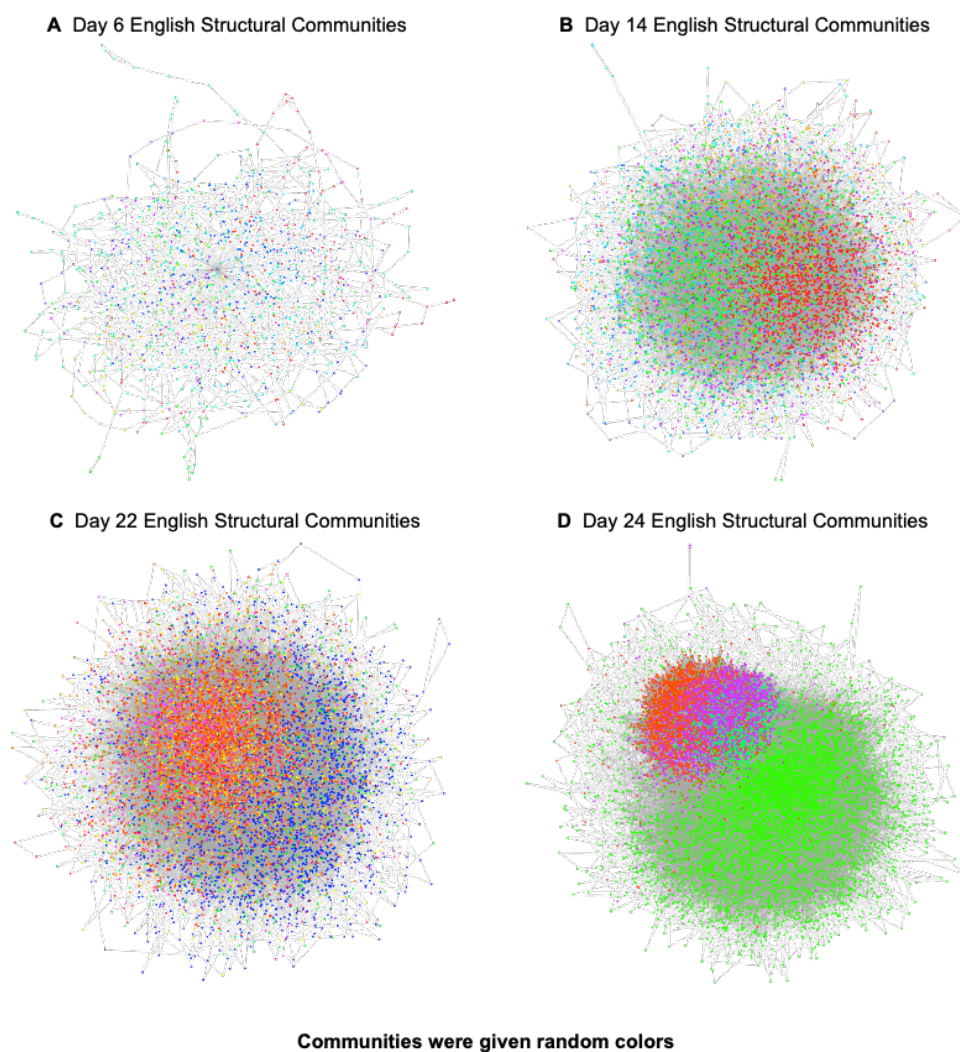 A Day 6 English Structural Communities
B Day 14 English Structural Communities
C Day 22 English Structural Communities
D Day 24 English Structural Communities
Communities were given random colors